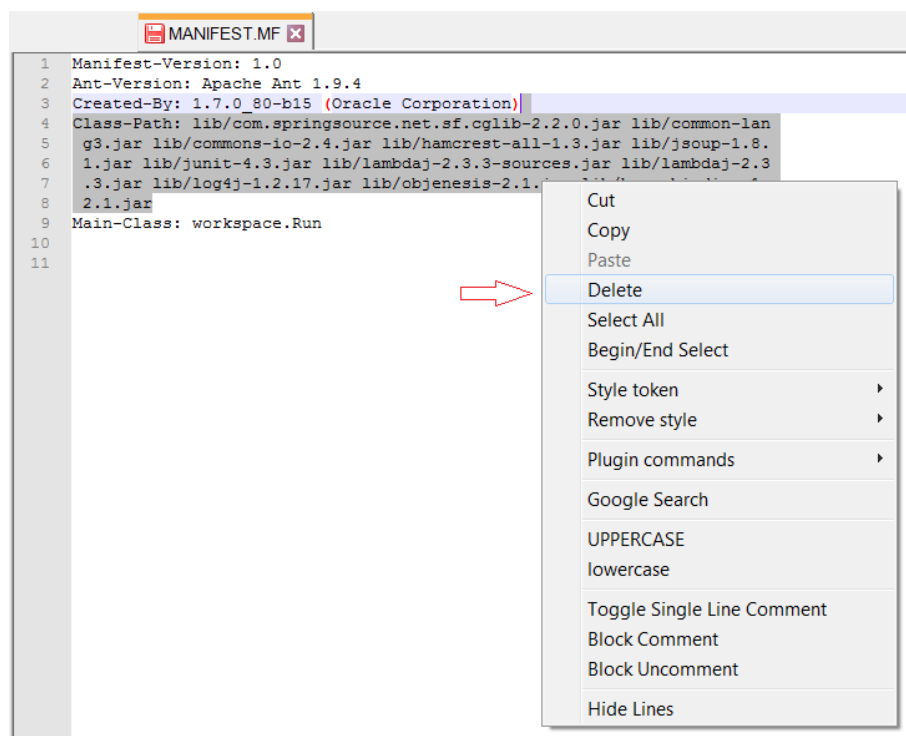 MANIFEST.MF
1 Manifest-Version: 1.0
2 Ant-Version: Apache Ant 1.9.4
3 Created-By: 1.7.0_80-b15 (Oracle Corporation)
4 Class-Path: lib/com.springsource.net.sf.cglib-2.2.0.jar lib/common-lan
5 g3.jar lib/commons-io-2.4.jar lib/hamcrest-all-1.3.jar lib/jsoup-1.8.
6 1.jar lib/junit-4.3.jar lib/lambdaj-2.3.3-sources.jar lib/lambdaj-2.3
7 .3.jar lib/log4j-1.2.17.jar lib/objenesis-2.1.
8 2.1.jar
9 Main-Class: workspace.Run
10
11
Cut
Copy
Paste
Delete
Select All
Begin/End Select
Style token
Remove style
Plugin commands
Google Search
UPPERCASE
lowercase
Toggle Single Line Comment
Block Comment
Block Uncomment
Hide Lines